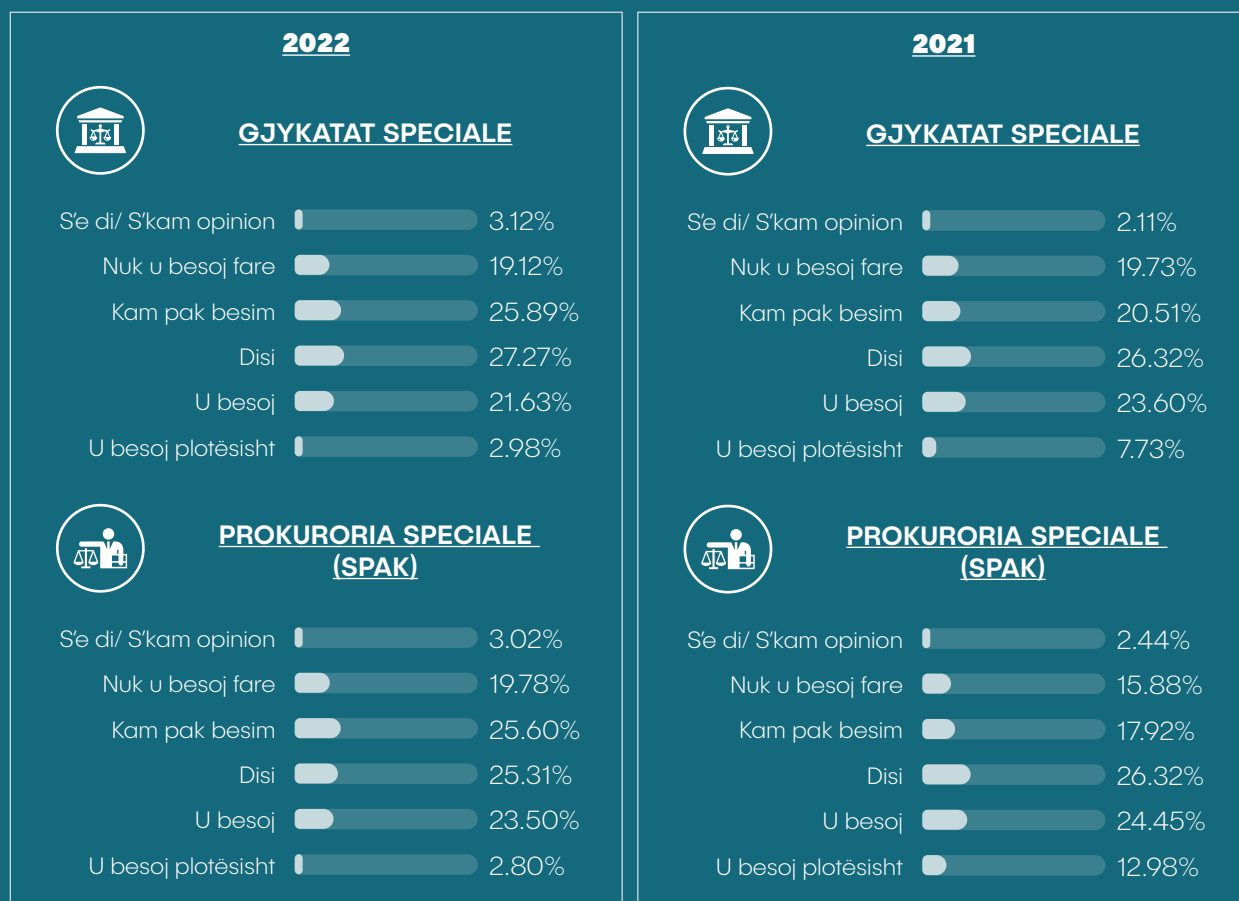 2022
GJYKATAT SPECIALE
S'e di/ S'kam opinion 3.12%
Nuk u besoj fare 19.12%
Kam pak besim 25.89%
Disi 27.27%
U besoj 21.63%
U besoj plotësisht 2.98%
PROKURORIA SPECIALE
(SPAK)
S'e di/ S'kam opinion 3.02%
Nuk u besoj fare 19.78%
Kam pak besim 25.60%
Disi 25.31%
U besoj 23.50%
U besoj plotësisht 2.80%
2021
GJYKATAT SPECIALE
S'e di/ S'kam opinion 2.11%
Nuk u besoj fare 19.73%
Kam pak besim 20.51%
Disi 26.32%
U besoj 23.60%
U besoj plotësisht 7.73%
PROKURORIA SPECIALE
(SPAK)
S'e di/ S'kam opinion 2.44%
Nuk u besoj fare 15.88%
Kam pak besim 17.92%
Disi 26.32%
U besoj 24.45%
U besoj plotësisht 12.98%